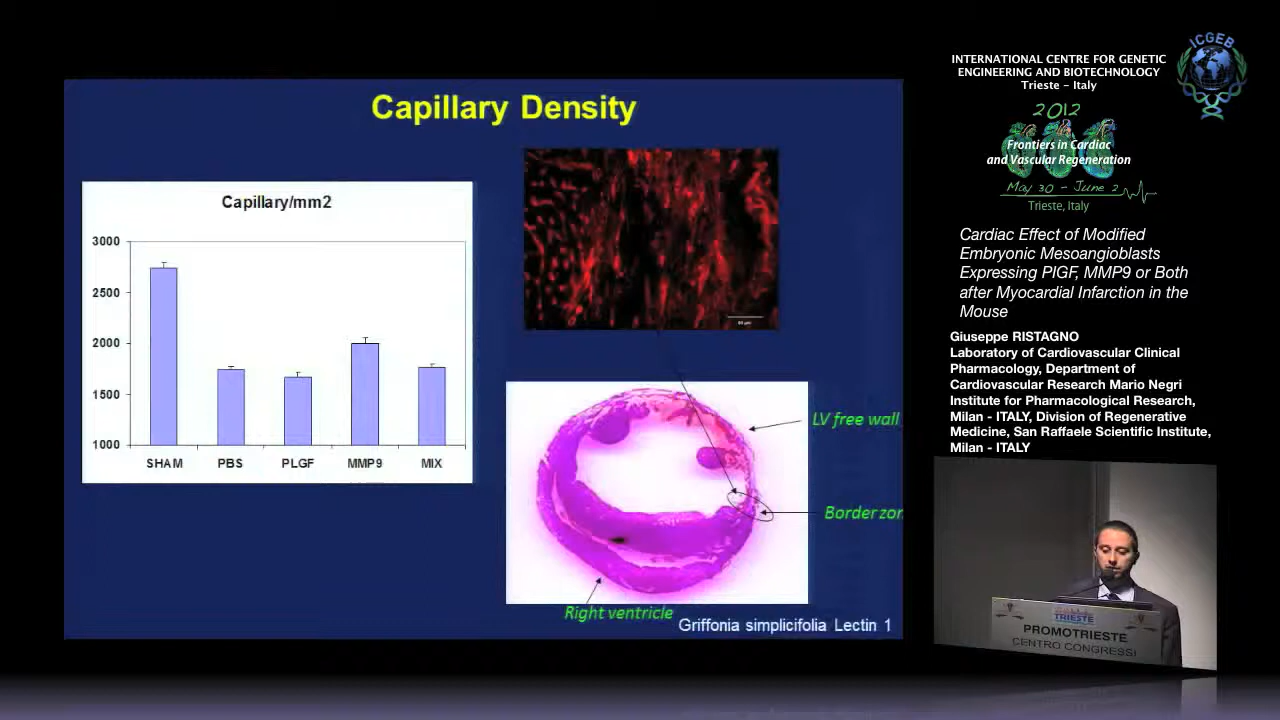 Capillary Density
Capillary/mm2
3000
2500
2000
1500
1000
SHAM PBS PLGF MMP9 MIX
LV free wall
Border zon
Right ventricle
Griffonia simplicifolia Lectin 1
ICGEB
INTERNATIONAL CENTRE FOR GENETIC
ENGINEERING AND BIOTECHNOLOGY
Trieste - Italy
2012
Frontiers in Cardiac
and Vascular Regeneration
May 30 - June 2
Trieste, Italy
Cardiac Effect of Modified
Embryonic Mesoangioblasts
Expressing PlGF, MMP9 or Both
after Myocardial Infarction in the
Mouse
Giuseppe RISTAGNO
Laboratory of Cardiovascular Clinical
Pharmacology, Department of
Cardiovascular Research Mario Negri
Institute for Pharmacological Research,
Milan - ITALY, Division of Regenerative
Medicine, San Raffaele Scientific Institute,
Milan - ITALY
TRIESTE
PROMOTRIESTE
CENTRO CONGRESSI